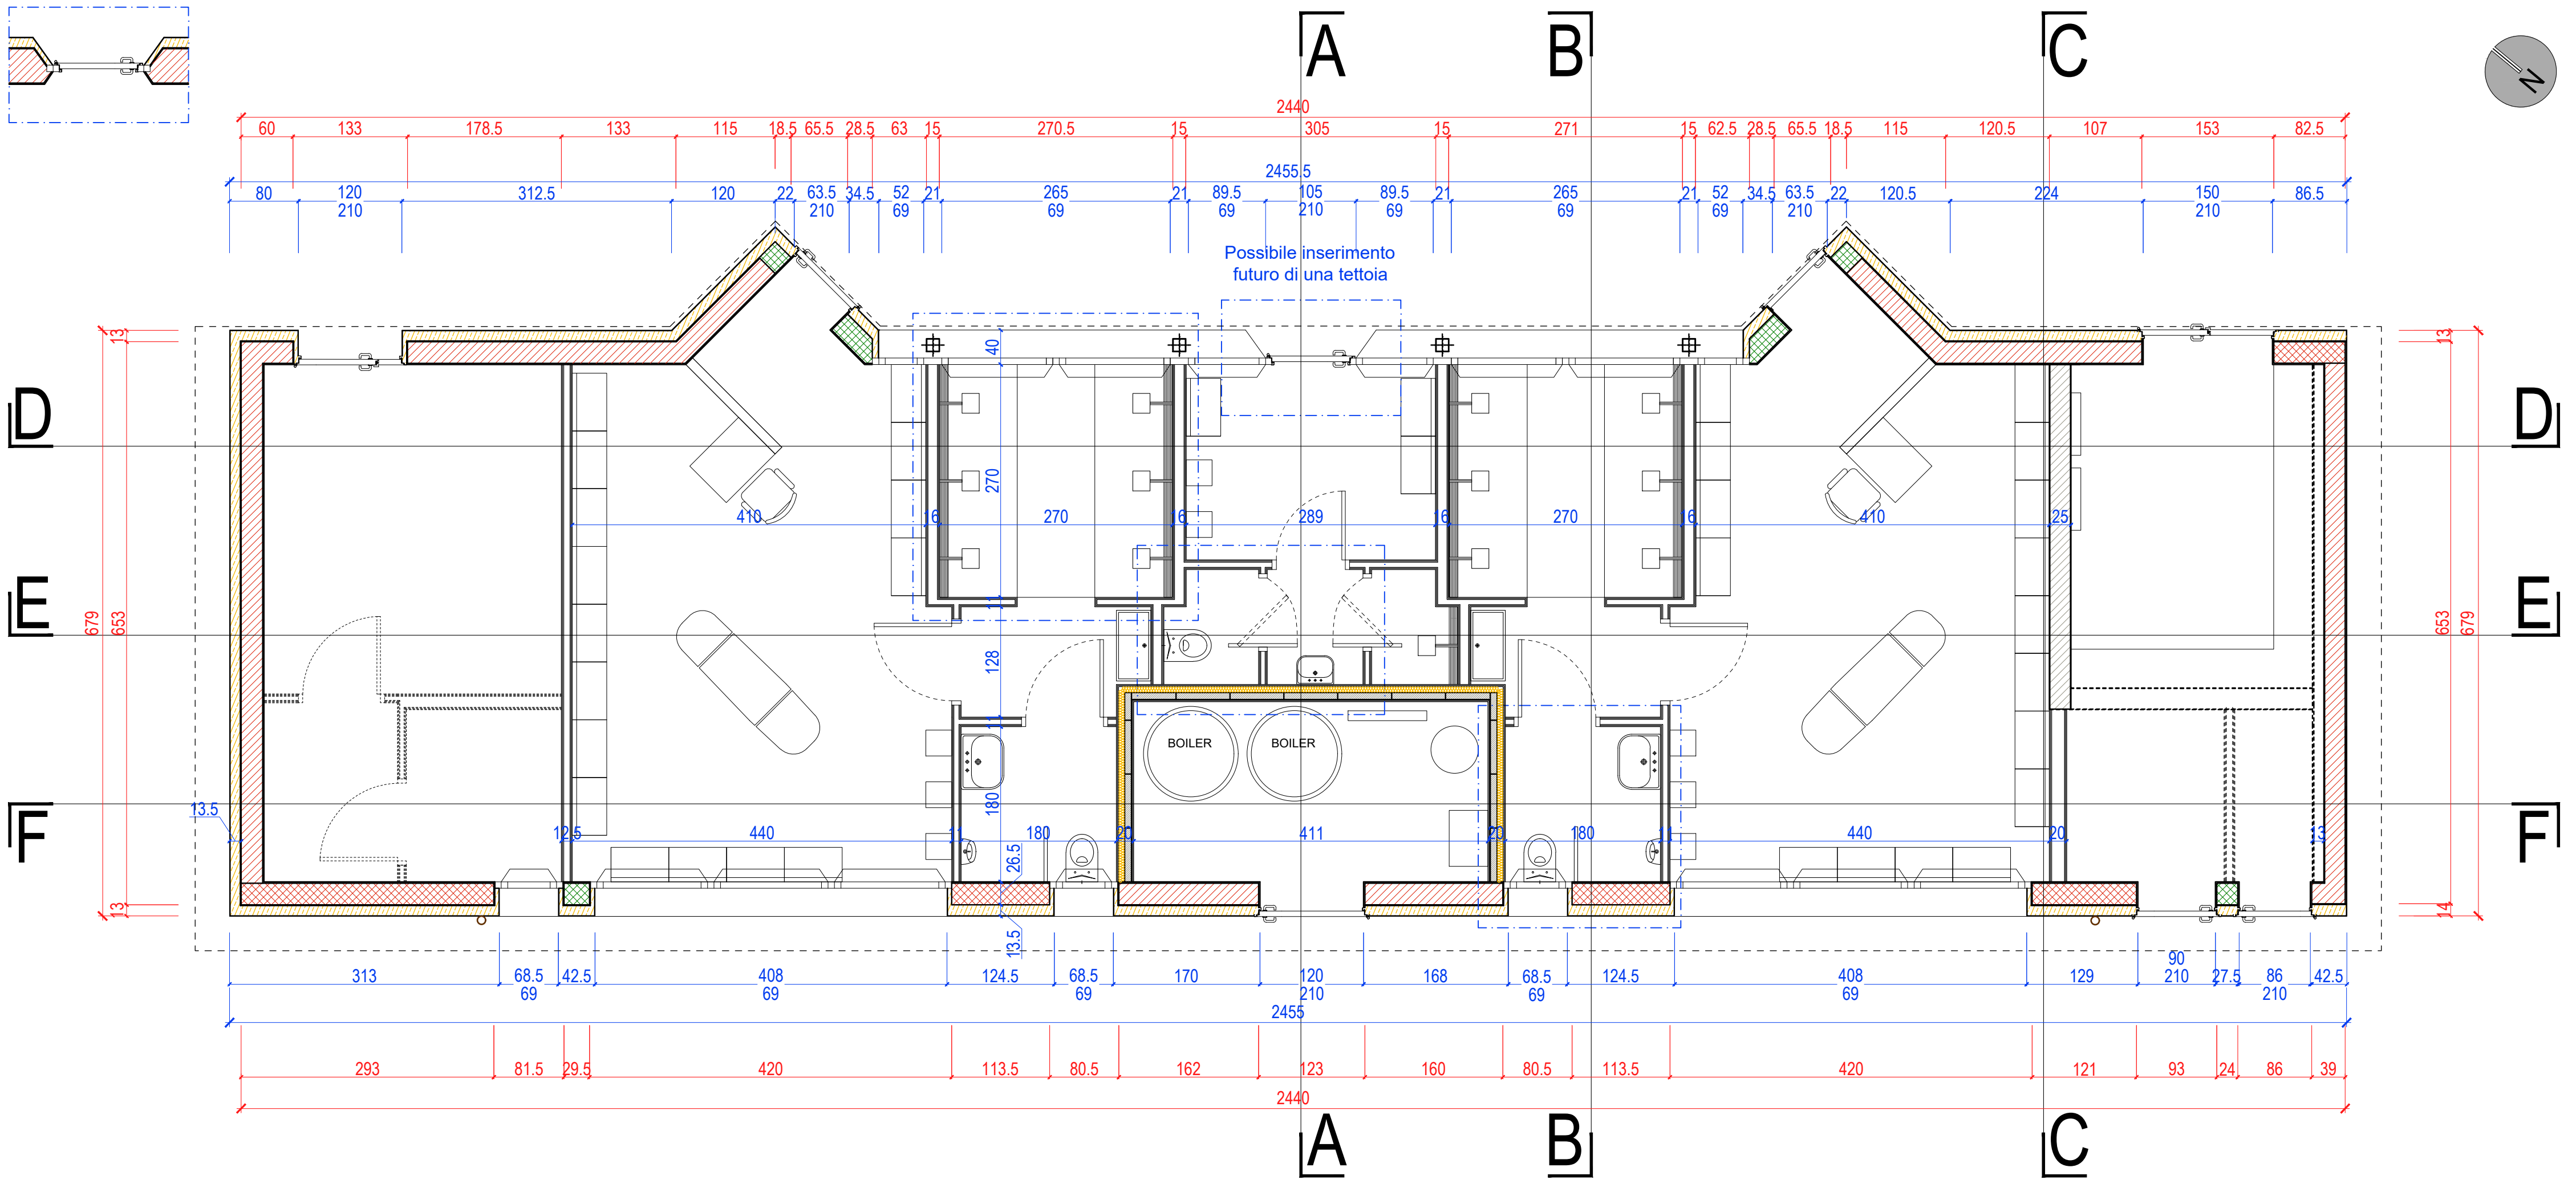 A B C
N
2440
60 133 178.5 133 115 18.5 65.5 28.5 63 15 270.5 15 305 15 271 15 62.5 28.5 65.5 18.5 115 120.5 107 153 82.5
2455.5
80 120 312.5 120 22 63.5 34.5 52 21 265 21 89.5 105 89.5 21 265 21 52 34.5 63.5 22 120.5 224 150 86.5
210 210 69 69 69 210 69 69 69 210 210
Possibile inserimento
futuro di una tettoia
13 40 13
D D
270
410 16 270 16 289 16 270 16 410 25
E E
679 653 11 653 679
128
11
BOILER BOILER
F F
13.5 180
12.5 440 11 180 20 411 20 180 11 440 20 13
26.5
13 14
13.5
90
313 68.5 42.5 408 124.5 68.5 170 120 168 68.5 124.5 408 129 210 27.5 86 42.5
69 69 69 210 69 69 210
2455
293 81.5 29.5 420 113.5 80.5 162 123 160 80.5 113.5 420 121 93 24 86 39
2440
A B C